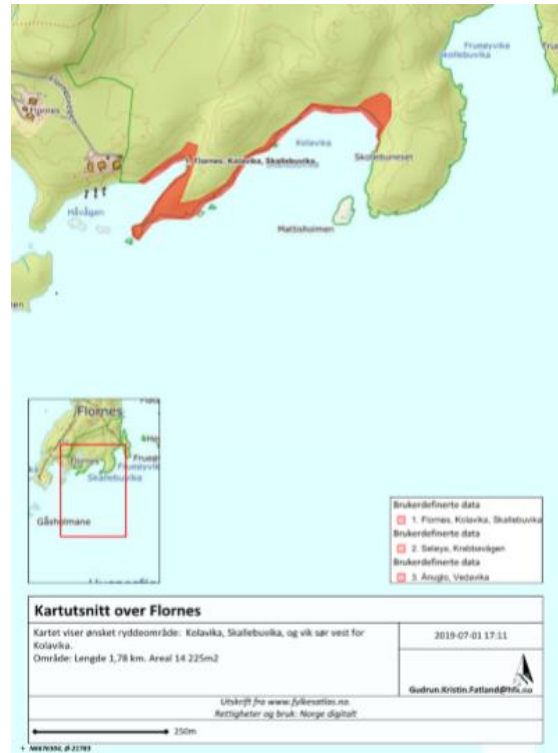 Fruøyvika
Skallebuvika
Flornes
Kolavika
1. Flornes, Kolavika, Skallebuvika,
Skallebuneset
Håvågen
Mattisholmen
Flornes
Flornes
Skallebuvika
Gåsholmane
Brukerdefinerte data
1. Flornes, Kolavika, Skallebuvika
Brukerdefinerte data
2. Seløya, Krabbavågen
Brukerdefinerte data
3. Ånuglo, Vedavika
Kartutsnitt over Flornes
Kartet viser ønsket ryddeområde: Kolavika, Skallebuvika, og vik sør vest for
Kolavika.
Område: Lengde 1,78 km. Areal 14 225m2
2019-07-01 17:11
Gudrun.Kristin.Fatland@hfk.no
Utskrift fra www.fylkesatlas.no.
Rettigheter og bruk: Norge digitalt
250m